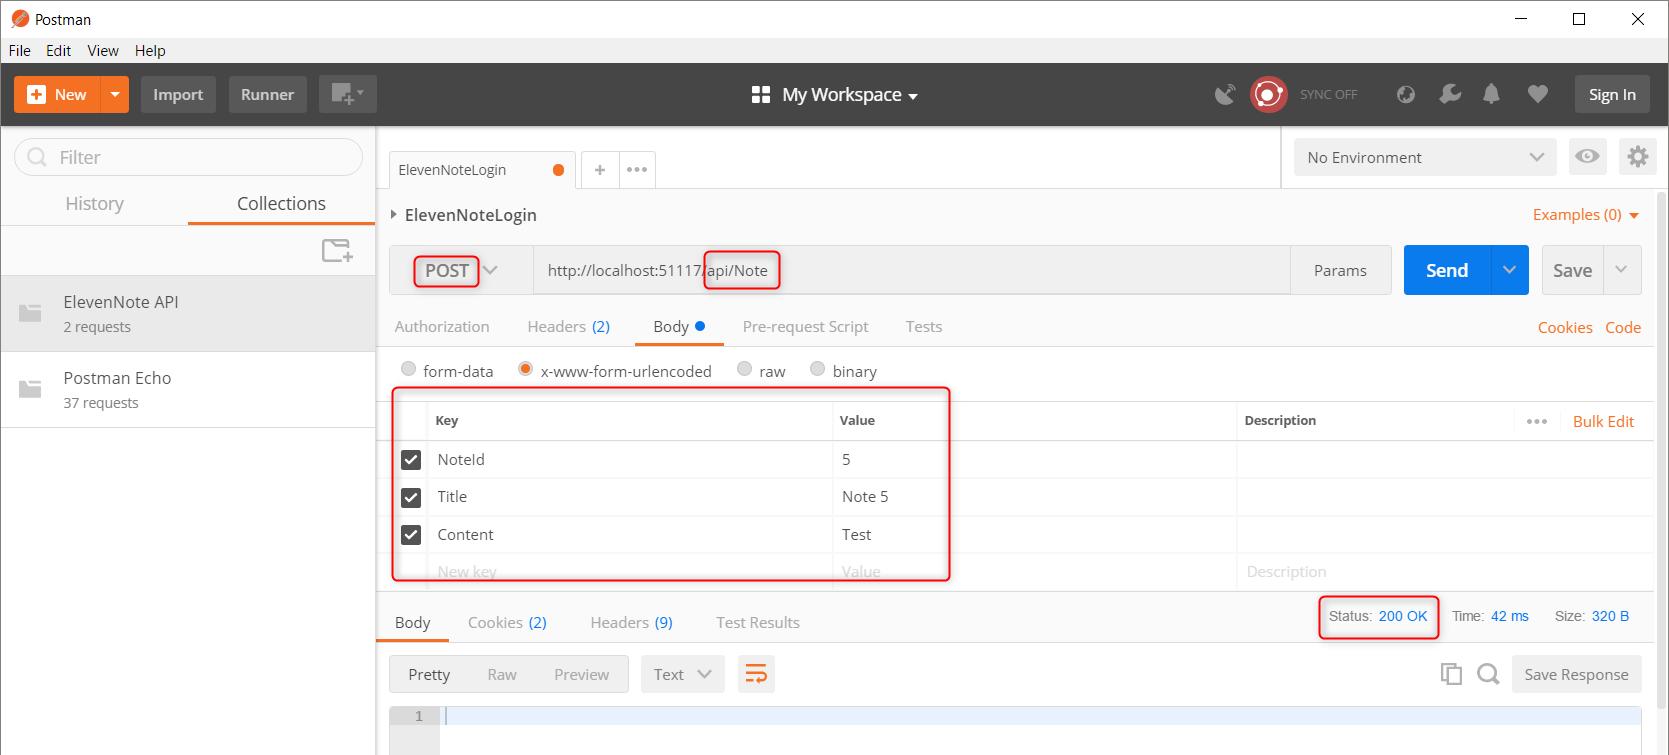 Postman
File Edit View Help
New Import Runner My Workspace SYNC OFF Sign In
Filter
History Collections
ElevenNote API
2 requests
Postman Echo
37 requests
ElevenNoteLogin + ••• No Environment
ElevenNoteLogin Examples (0)
POST http://localhost:51117/api/Note Params Send Save
Authorization Headers (2) Body Pre-request Script Tests Cookies Code
form-data x-www-form-urlencoded raw binary
Key Value Description ••• Bulk Edit
NoteId 5
Title Note 5
Content Test
New key Value Description
Body Cookies (2) Headers (9) Test Results Status: 200 OK Time: 42 ms Size: 320 B
Pretty Raw Preview Text Save Response
1